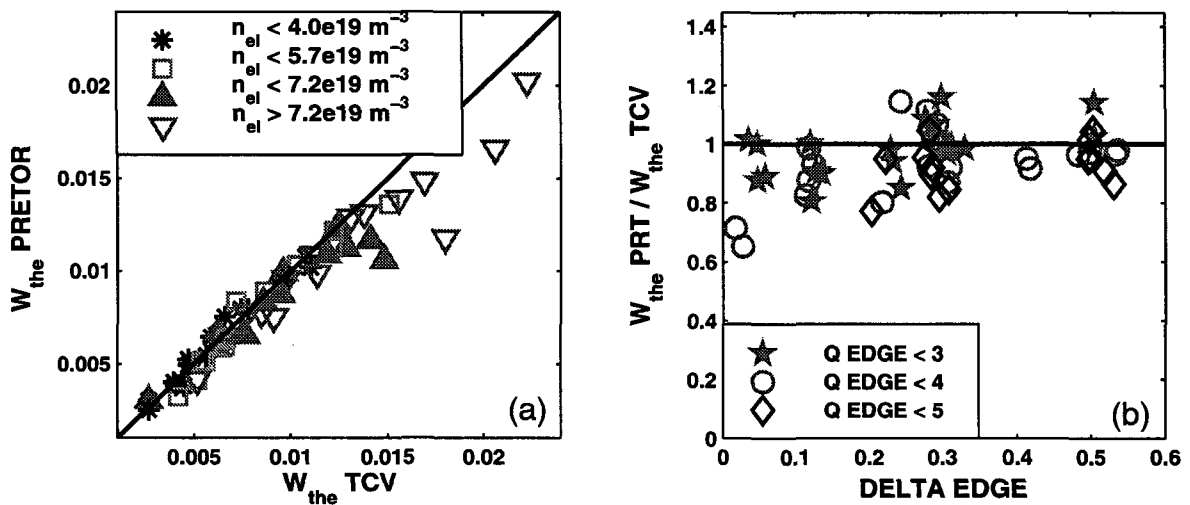 n_el < 4.0e19 m^-3
n_el < 5.7e19 m^-3
n_el < 7.2e19 m^-3
n_el > 7.2e19 m^-3
W_the PRETOR
0.02
0.015
0.01
0.005
(a)
0.005 0.01 0.015 0.02
W_the TCV
W_the PRT / W_the TCV
1.4
1.2
1
0.8
0.6
0.4
0.2
0
Q EDGE < 3
Q EDGE < 4
Q EDGE < 5
(b)
0 0.1 0.2 0.3 0.4 0.5 0.6
DELTA EDGE